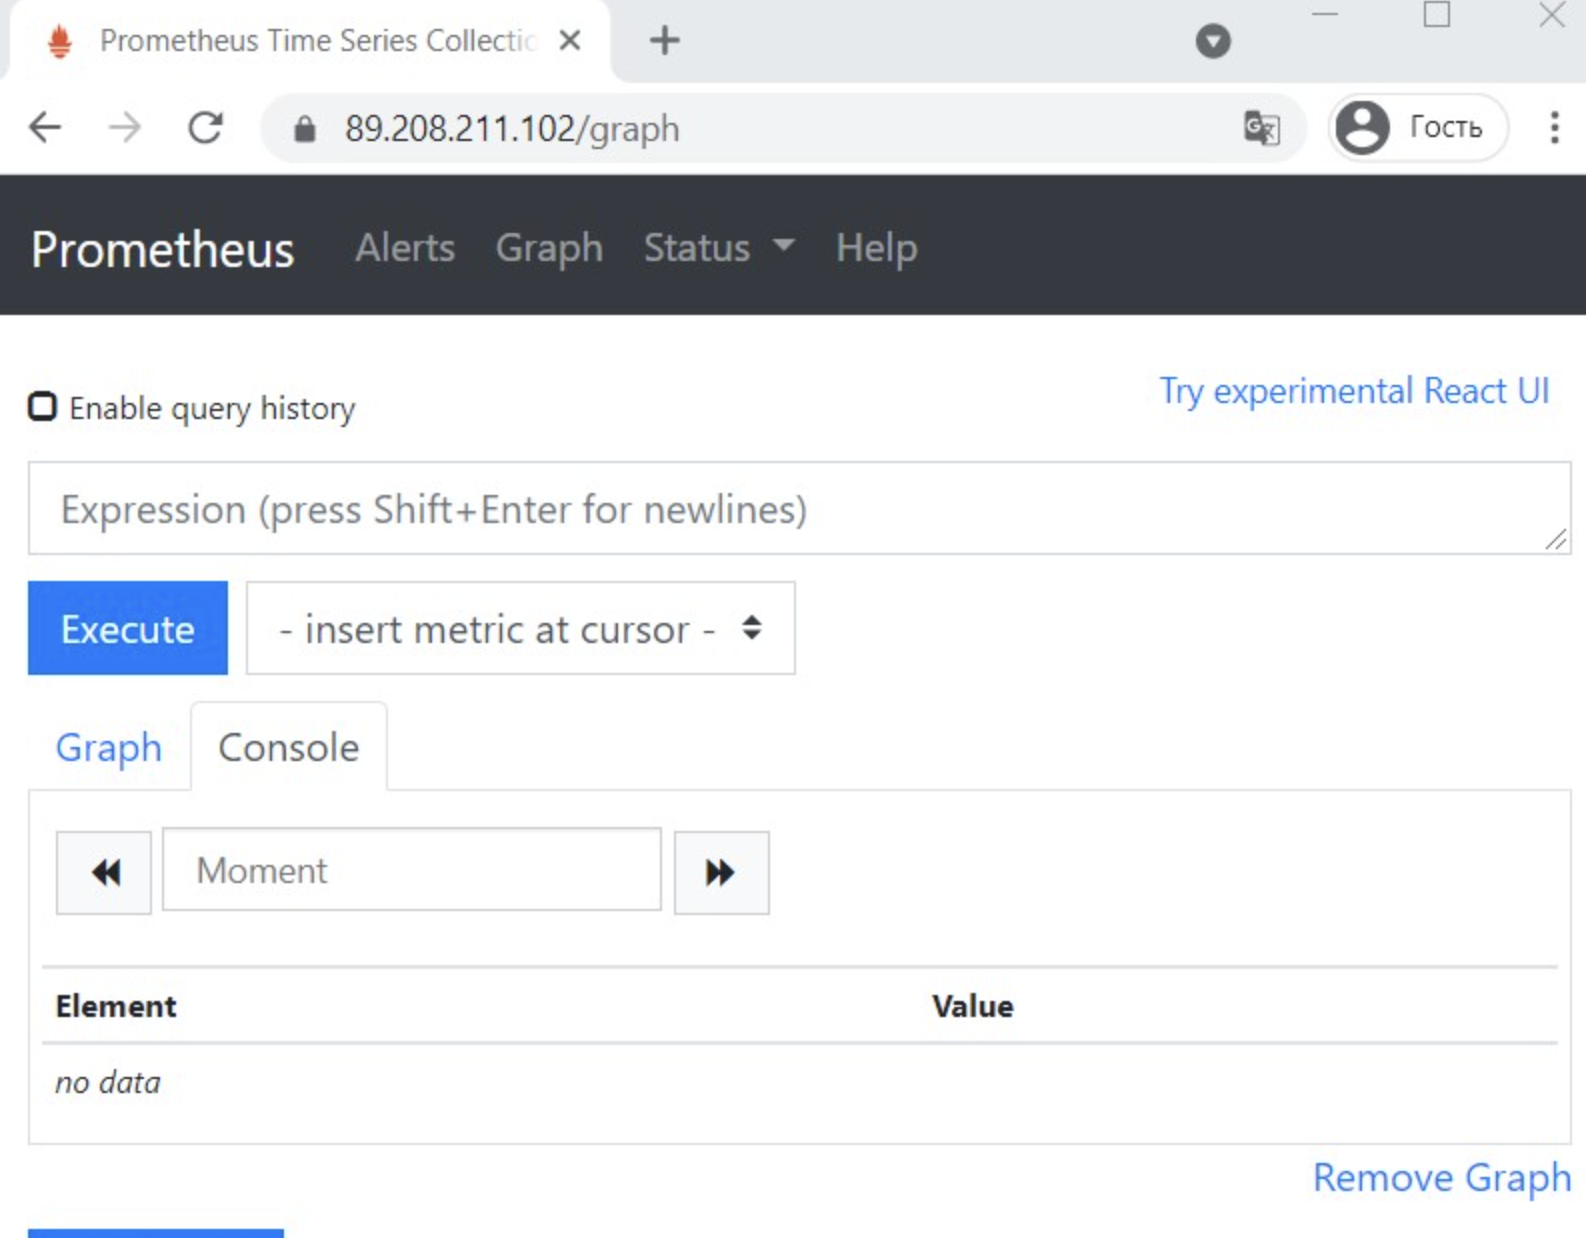 Prometheus Time Series Collectio
89.208.211.102/graph
Гость
Prometheus Alerts Graph Status Help
Enable query history
Try experimental React UI
Expression (press Shift+Enter for newlines)
Execute - insert metric at cursor -
Graph Console
Moment
Element Value
no data
Remove Graph